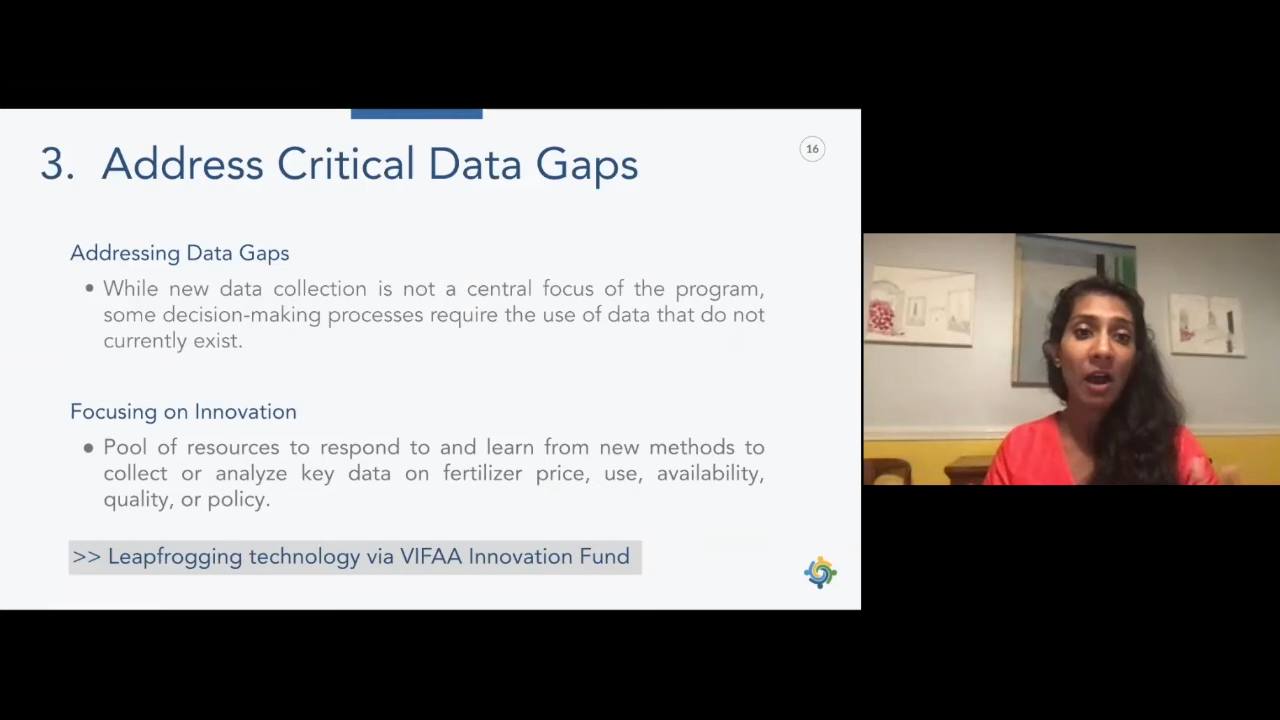 3. Address Critical Data Gaps
16
Addressing Data Gaps
• While new data collection is not a central focus of the program,
some decision-making processes require the use of data that do not
currently exist.
Focusing on Innovation
• Pool of resources to respond to and learn from new methods to
collect or analyze key data on fertilizer price, use, availability,
quality, or policy.
>> Leapfrogging technology via VIFAA Innovation Fund